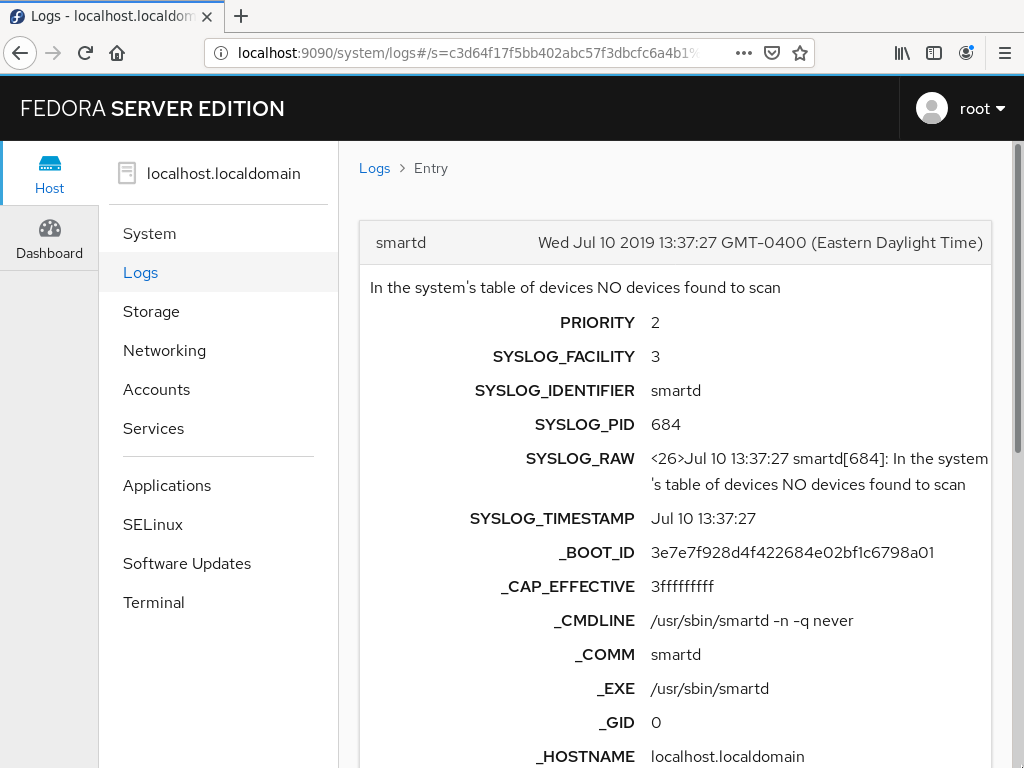 Logs - localhost.localdom
localhost:9090/system/logs#/s=c3d64f17f5bb402abc57f3dbcfc6a4b1%
FEDORA SERVER EDITION
root
Host
Dashboard
localhost.localdomain
System
Logs
Storage
Networking
Accounts
Services
Applications
SELinux
Software Updates
Terminal
Logs > Entry
smartd Wed Jul 10 2019 13:37:27 GMT-0400 (Eastern Daylight Time)
In the system's table of devices NO devices found to scan
PRIORITY 2
SYSLOG_FACILITY 3
SYSLOG_IDENTIFIER smartd
SYSLOG_PID 684
SYSLOG_RAW <26>Jul 10 13:37:27 smartd[684]: In the system
's table of devices NO devices found to scan
SYSLOG_TIMESTAMP Jul 10 13:37:27
_BOOT_ID 3e7e7f928d4f422684e02bf1c6798a01
_CAP_EFFECTIVE 3fffffffff
_CMDLINE /usr/sbin/smartd -n -q never
_COMM smartd
_EXE /usr/sbin/smartd
_GID 0
_HOSTNAME localhost.localdomain